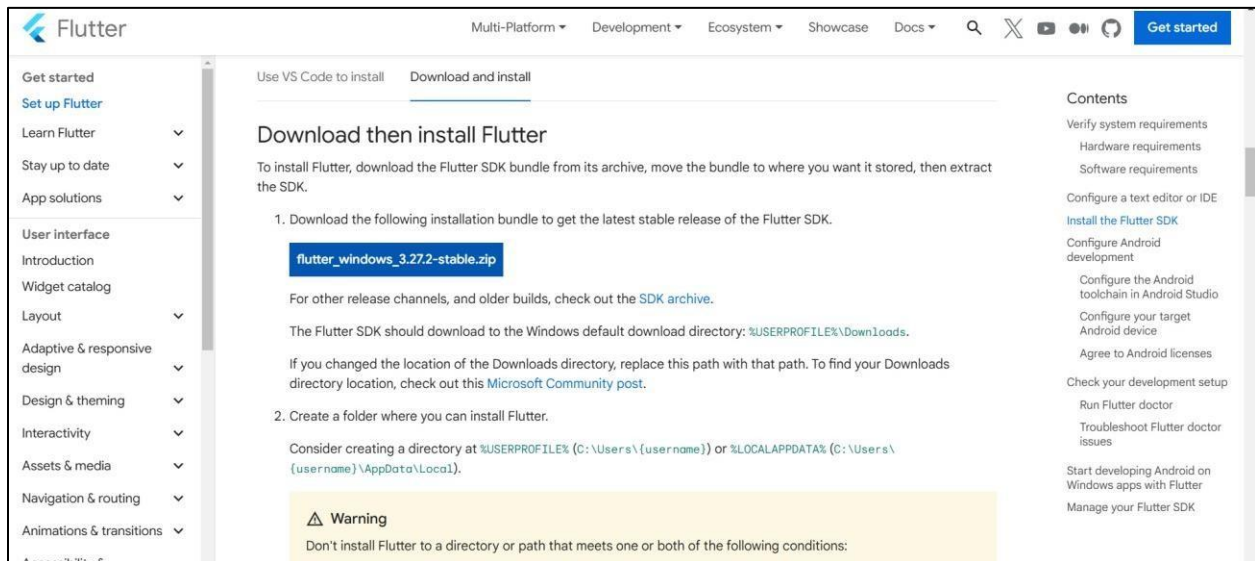 Flutter
Multi-Platform
Development
Ecosystem
Showcase
Docs
Get started
Get started
Set up Flutter
Learn Flutter
Stay up to date
App solutions
User interface
Introduction
Widget catalog
Layout
Adaptive & responsive
design
Design & theming
Interactivity
Assets & media
Navigation & routing
Animations & transitions
Use VS Code to install
Download and install
Download then install Flutter
To install Flutter, download the Flutter SDK bundle from its archive, move the bundle to where you want it stored, then extract
the SDK.
1. Download the following installation bundle to get the latest stable release of the Flutter SDK.
flutter_windows_3.27.2-stable.zip
For other release channels, and older builds, check out the SDK archive.
The Flutter SDK should download to the Windows default download directory: %USERPROFILE%\Downloads.
If you changed the location of the Downloads directory, replace this path with that path. To find your Downloads
directory location, check out this Microsoft Community post.
2. Create a folder where you can install Flutter.
Consider creating a directory at %USERPROFILE% (C:\Users\{username}) or %LOCALAPPDATA% (C:\Users\
{username}\AppData\Local).
Warning
Don't install Flutter to a directory or path that meets one or both of the following conditions:
Contents
Verify system requirements
Hardware requirements
Software requirements
Configure a text editor or IDE
Install the Flutter SDK
Configure Android
development
Configure the Android
toolchain in Android Studio
Configure your target
Android device
Agree to Android licenses
Check your development setup
Run Flutter doctor
Troubleshoot Flutter doctor
issues
Start developing Android on
Windows apps with Flutter
Manage your Flutter SDK